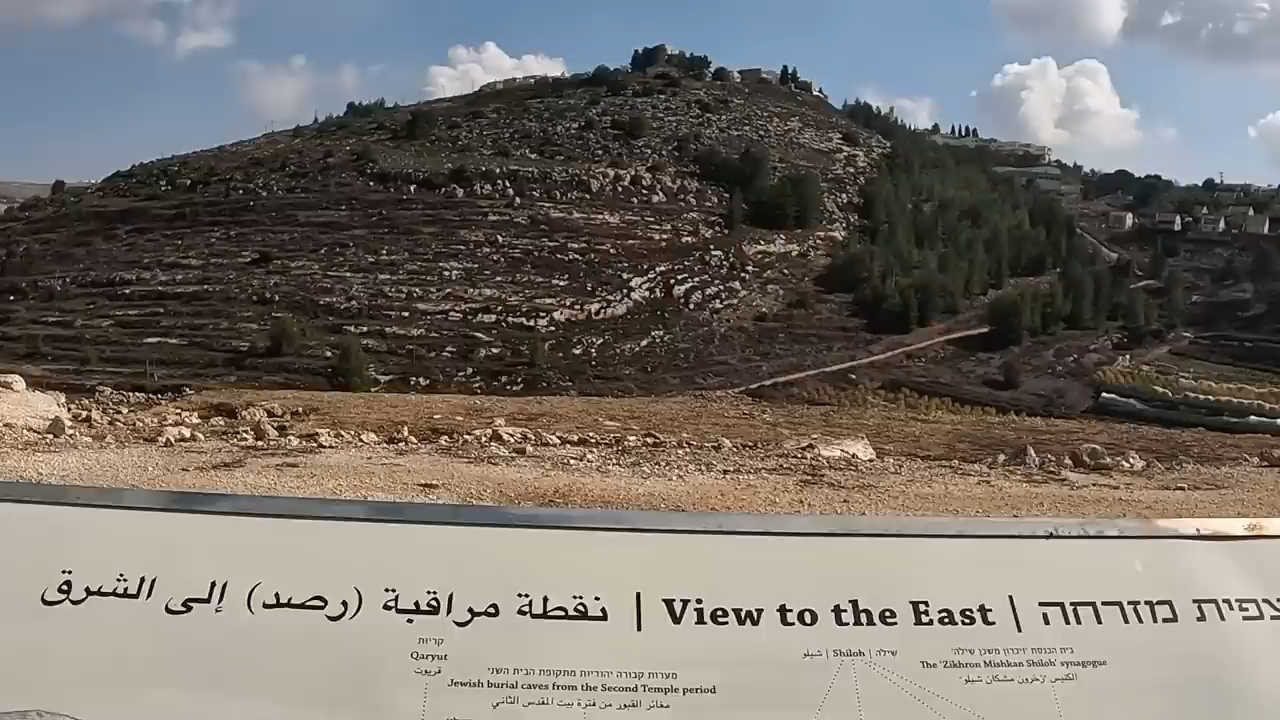 نقطة مراقبة (رصد) إلى الشرق | View to the East | צפית מזרחה
קריות
Qaryut
قريوت
מערות קבורה יהודיות מתקופת הבית השני
Jewish burial caves from the Second Temple period
مغائر القبور من فترة بيت المقدس الثاني
שילה | Shiloh | شيلو
בית הכנסת 'זיכרון משכן שילה'
The 'Zikhron Mishkan Shiloh' synagogue
الكنيس "زخرون مشكان شيلو"